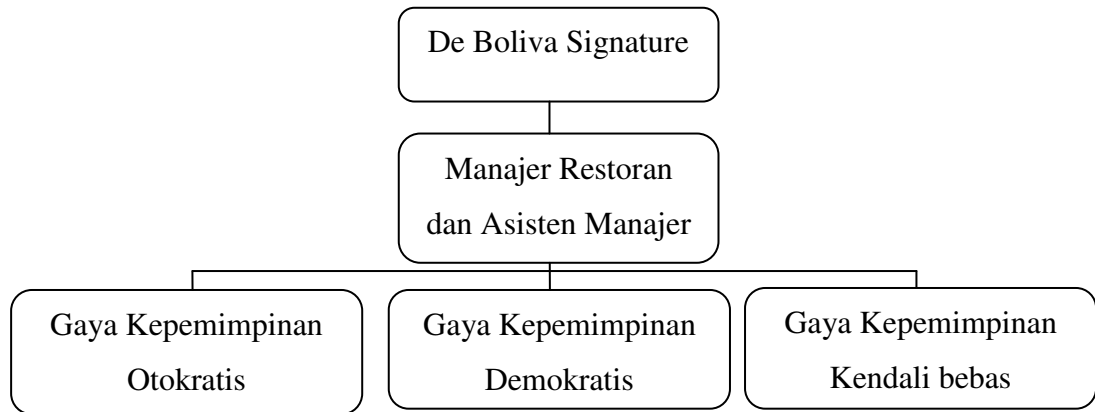 De Boliva Signature
Manajer Restoran
dan Asisten Manajer
Gaya Kepemimpinan
Otokratis
Gaya Kepemimpinan
Demokratis
Gaya Kepemimpinan
Kendali bebas